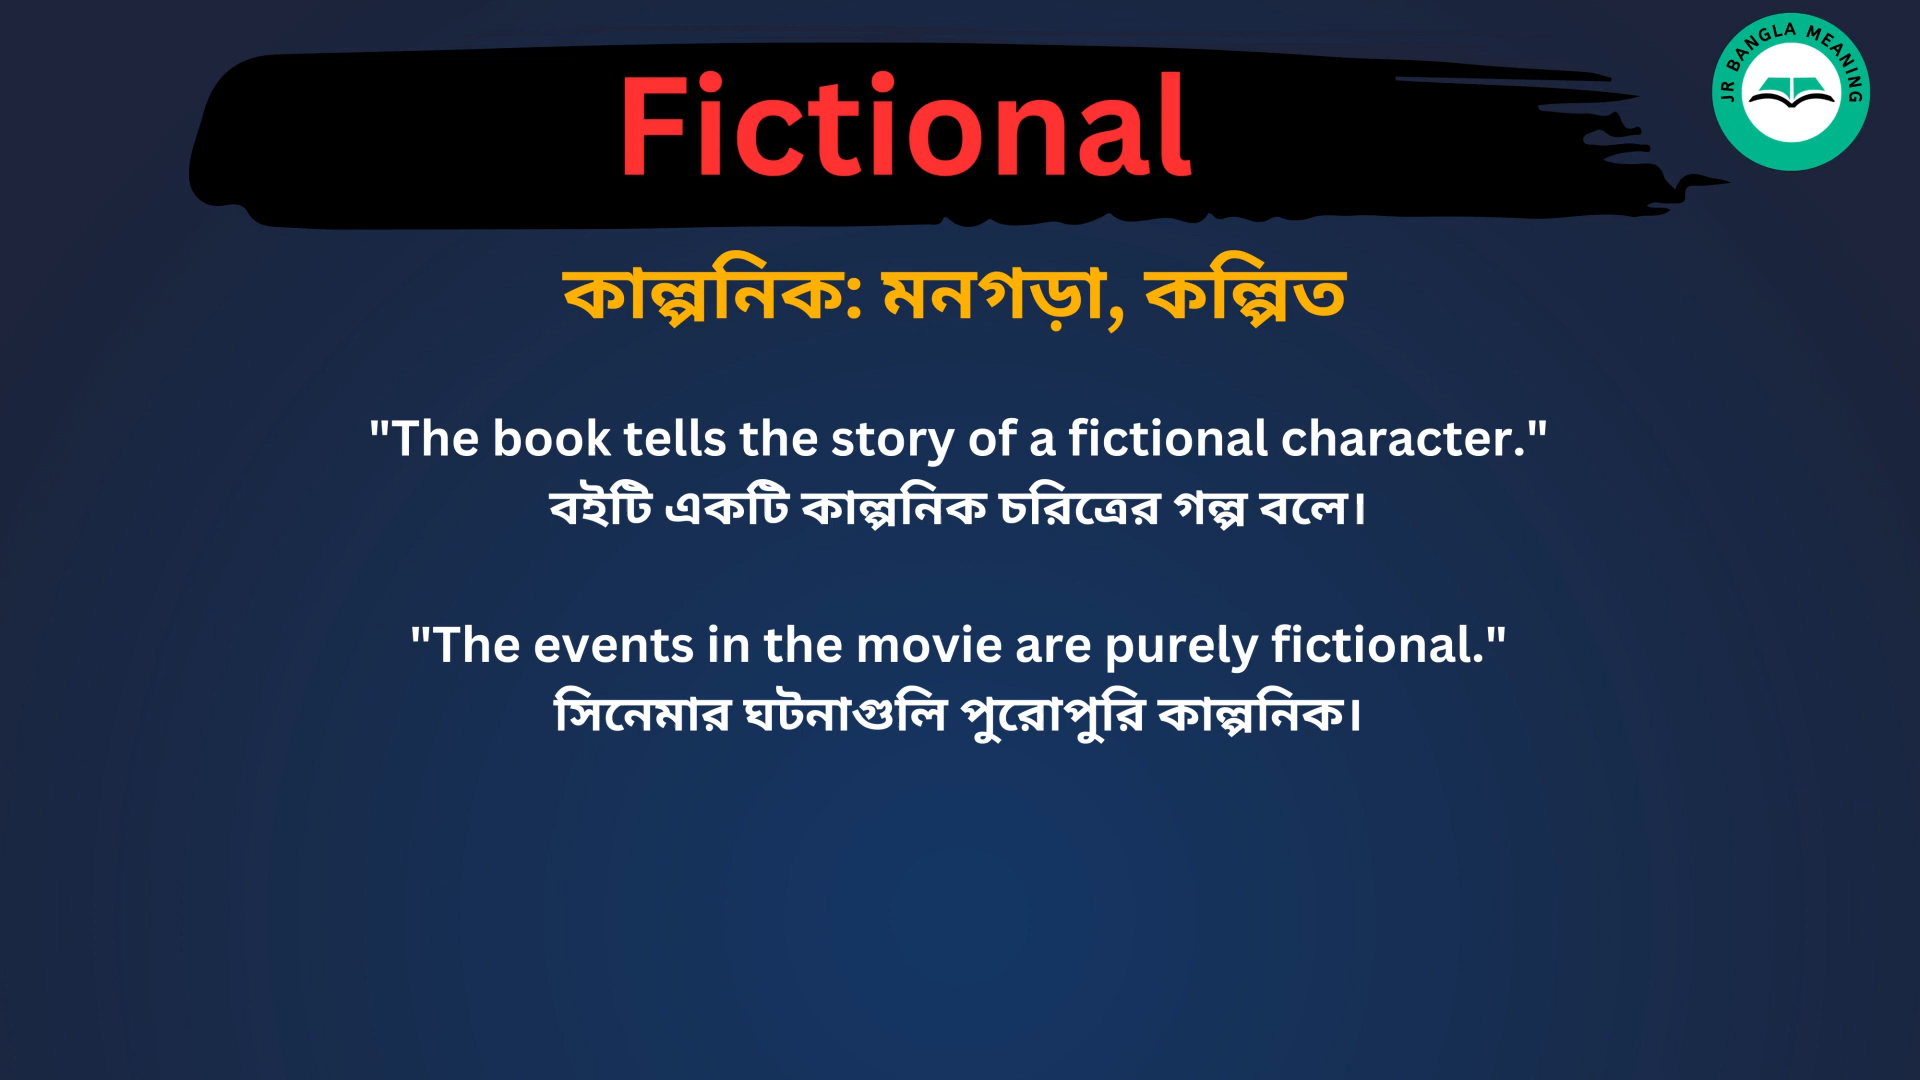 Fictional
JR BANGLA MEANING
কাল্পনিক: মনগড়া, কল্পিত
"The book tells the story of a fictional character."
বইটি একটি কাল্পনিক চরিত্রের গল্প বলে।
"The events in the movie are purely fictional."
সিনেমার ঘটনাগুলি পুরোপুরি কাল্পনিক।